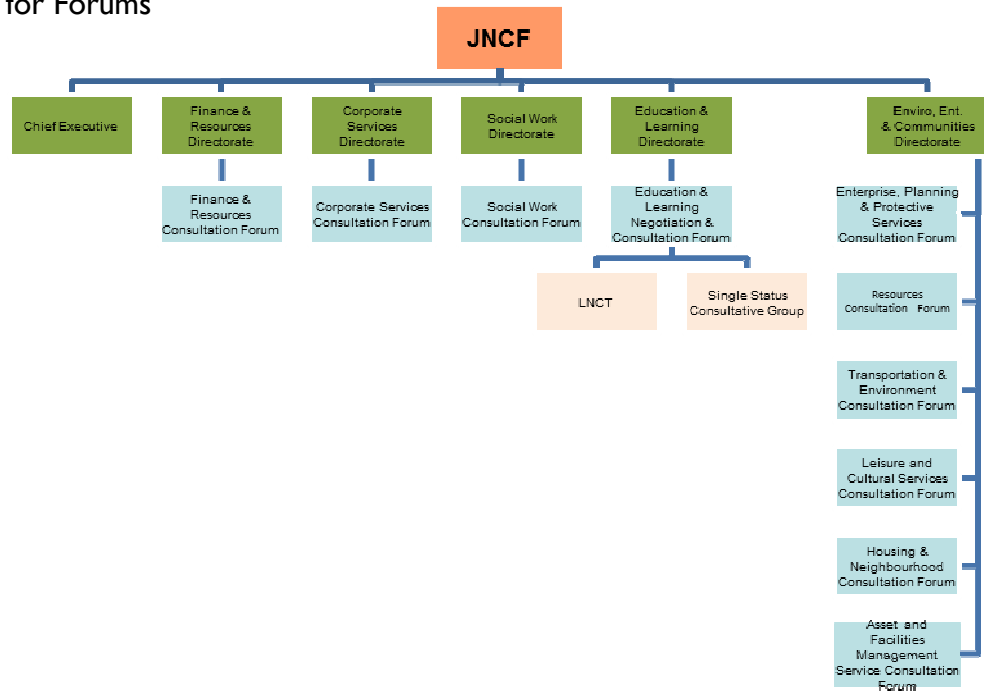 for Forums
JNCF
Chief Executive
Finance &
Resources
Directorate
Corporate
Services
Directorate
Social Work
Directorate
Education &
Learning
Directorate
Enviro, Ent.
& Communities
Directorate
Finance &
Resources
Consultation Forum
Corporate Services
Consultation Forum
Social Work
Consultation Forum
Education &
Learning
Negotiation &
Consultation Forum
Enterprise, Planning
& Protective
Services
Consultation Forum
LNCT
Single Status
Consultative Group
Resources
Consultation Forum
Transportation &
Environment
Consultation Forum
Leisure and
Cultural Services
Consultation Forum
Housing &
Neighbourhood
Consultation Forum
Asset and
Facilities
Management
Service Consultation
Forum